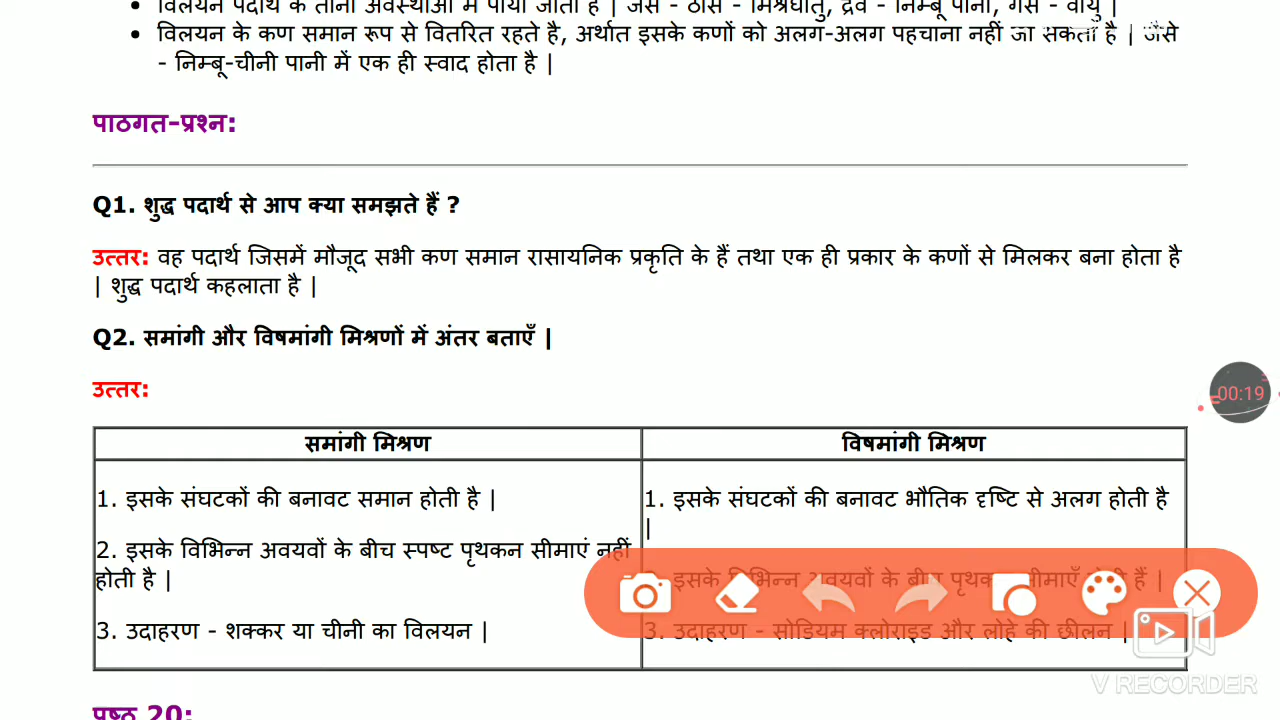 विलयन पदार्थ के तीनों अवस्थाओं में पाया जाता है | जैसे - ठोस - मिश्रधातु, द्रव - निम्बू पानी, गैस - वायु |
विलयन के कण समान रूप से वितरित रहते है, अर्थात इसके कणों को अलग-अलग पहचाना नहीं जा सकता है | जैसे
- निम्बू-चीनी पानी में एक ही स्वाद होता है |
पाठगत-प्रश्न:
Q1. शुद्ध पदार्थ से आप क्या समझते हैं ?
उत्तर: वह पदार्थ जिसमें मौजूद सभी कण समान रासायनिक प्रकृति के हैं तथा एक ही प्रकार के कणों से मिलकर बना होता है
| शुद्ध पदार्थ कहलाता है |
Q2. समांगी और विषमांगी मिश्रणों में अंतर बताएँ |
उत्तर:
समांगी मिश्रण
1. इसके संघटकों की बनावट समान होती है |
2. इसके विभिन्न अवयवों के बीच स्पष्ट पृथकन सीमाएं नहीं
होती है |
3. उदाहरण - शक्कर या चीनी का विलयन |
विषमांगी मिश्रण
1. इसके संघटकों की बनावट भौतिक दृष्टि से अलग होती है
|
इसके विभिन्न अवयवों के बीच पृथकन सीमाएँ होती हैं |
3. उदाहरण - सोडियम क्लोराइड और लोहे की छीलन |
पृष्ठ 20:
00:19
V RECORDER